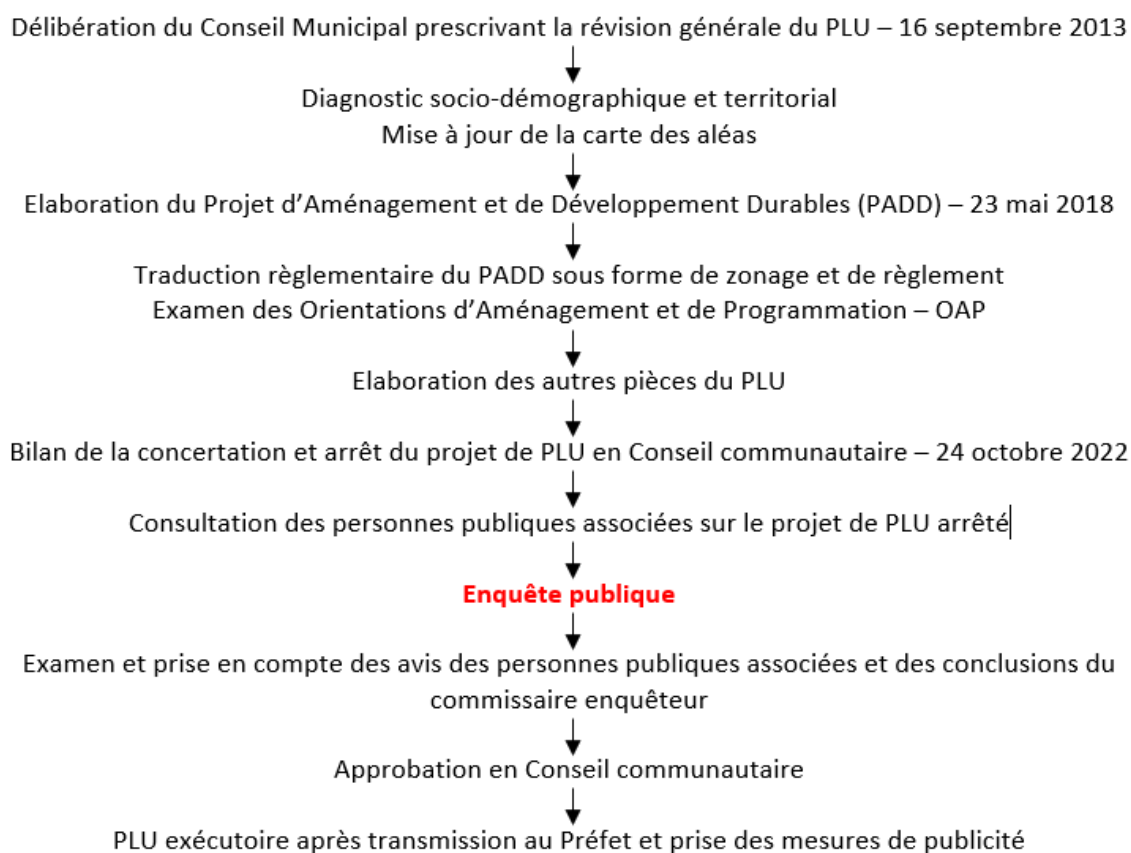 Délibération du Conseil Municipal prescrivant la révision générale du PLU – 16 septembre 2013
Diagnostic socio-démographique et territorial
Mise à jour de la carte des aléas
Elaboration du Projet d’Aménagement et de Développement Durables (PADD) – 23 mai 2018
Traduction règlementaire du PADD sous forme de zonage et de règlement
Examen des Orientations d’Aménagement et de Programmation – OAP
Elaboration des autres pièces du PLU
Bilan de la concertation et arrêt du projet de PLU en Conseil communautaire – 24 octobre 2022
Consultation des personnes publiques associées sur le projet de PLU arrêté
Enquête publique
Examen et prise en compte des avis des personnes publiques associées et des conclusions du
commissaire enquêteur
Approbation en Conseil communautaire
PLU exécutoire après transmission au Préfet et prise des mesures de publicité